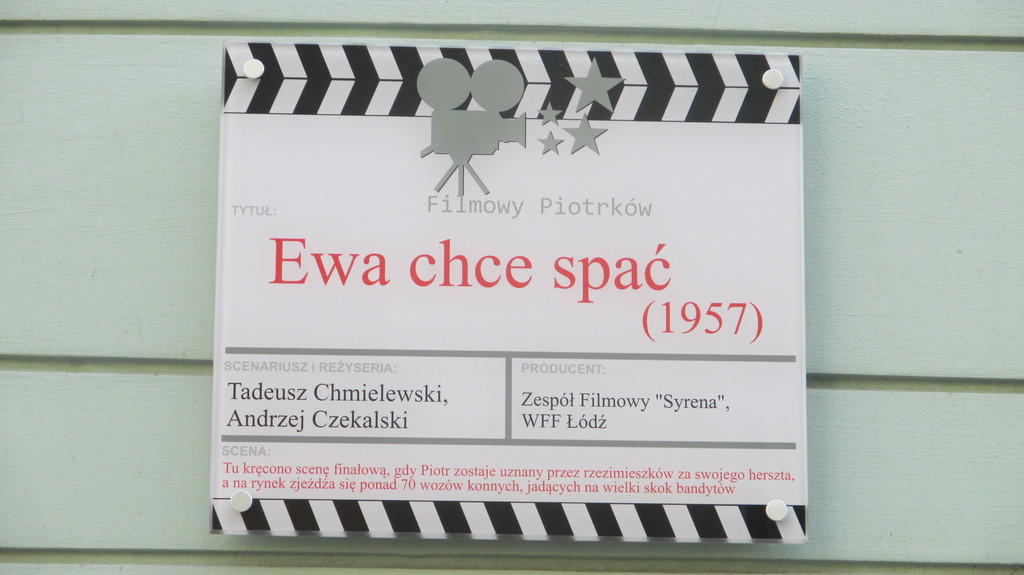 Filmowy Piotrków
TYTUŁ:
Ewa chce spać
(1957)
SCENARIUSZ i REŻYSERIA:
Tadeusz Chmielewski,
Andrzej Czekalski
PRODUCENT:
Zespół Filmowy "Syrena",
WFF Łódź
SCENA:
Tu kręcono scenę finałową, gdy Piotr zostaje uznany przez rzezimieszków za swojego herszta,
a na rynek zjeżdża się ponad 70 wozów konnych, jadących na wielki skok bandytów